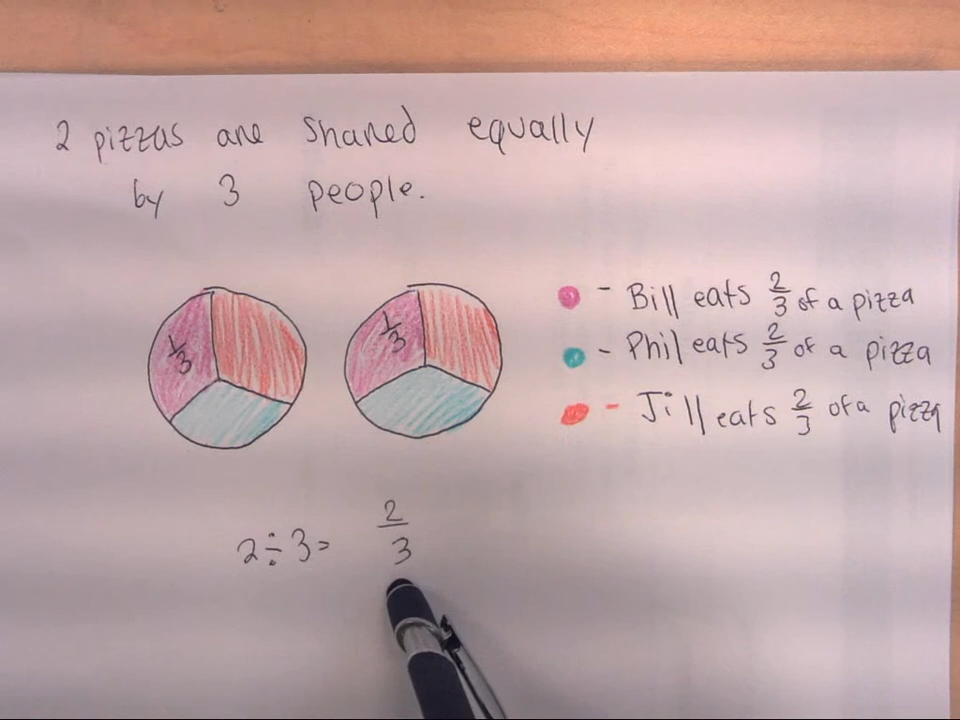 2 pizzas are shared equally
by 3 people.
1/3
1/3
- Bill eats 2/3 of a pizza
- Phil eats 2/3 of a pizza
- Jill eats 2/3 of a pizza
2 ÷ 3 = 2/3